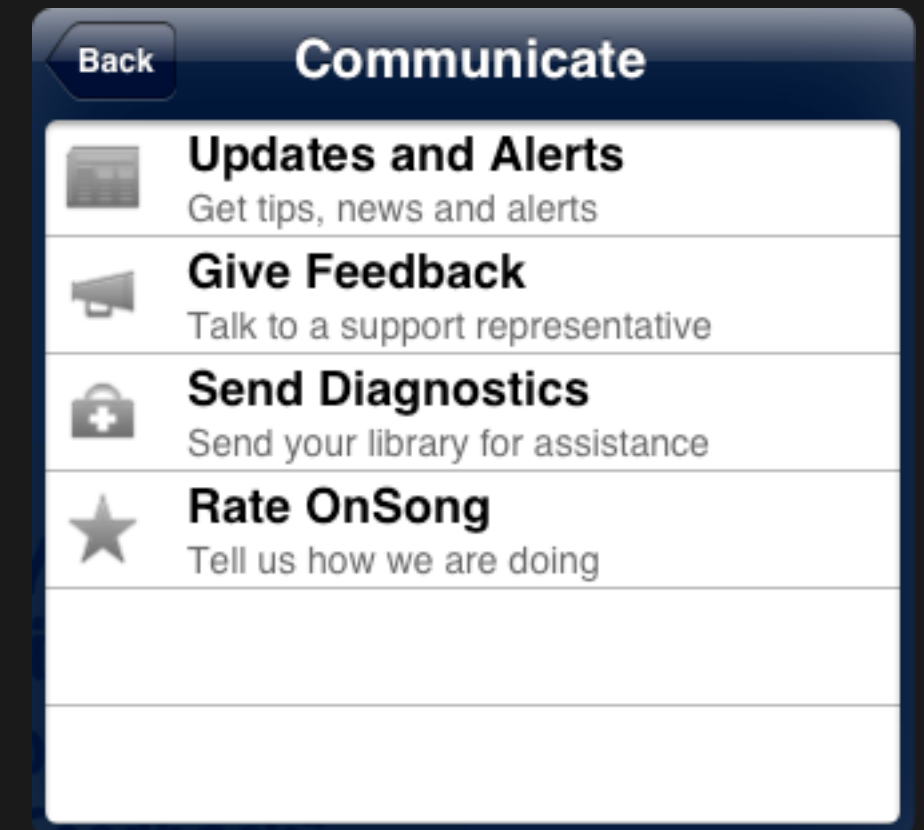 Back
Communicate
Updates and Alerts
Get tips, news and alerts
Give Feedback
Talk to a support representative
Send Diagnostics
Send your library for assistance
Rate OnSong
Tell us how we are doing